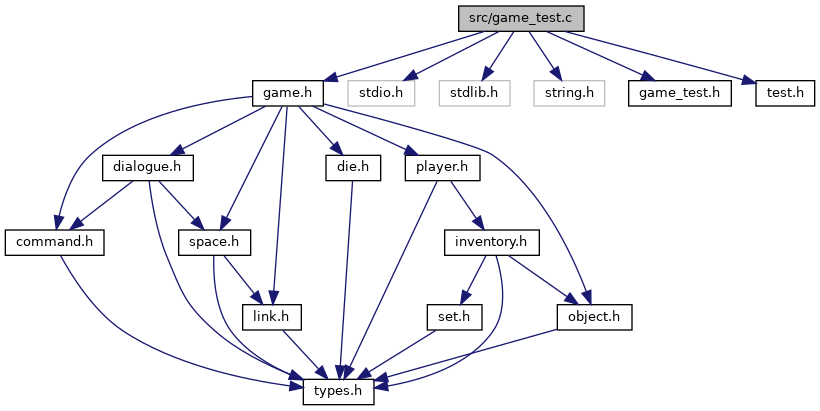 src/game_test.c
game.h
stdio.h
stdlib.h
string.h
game_test.h
test.h
dialogue.h
die.h
player.h
command.h
space.h
inventory.h
link.h
set.h
object.h
types.h